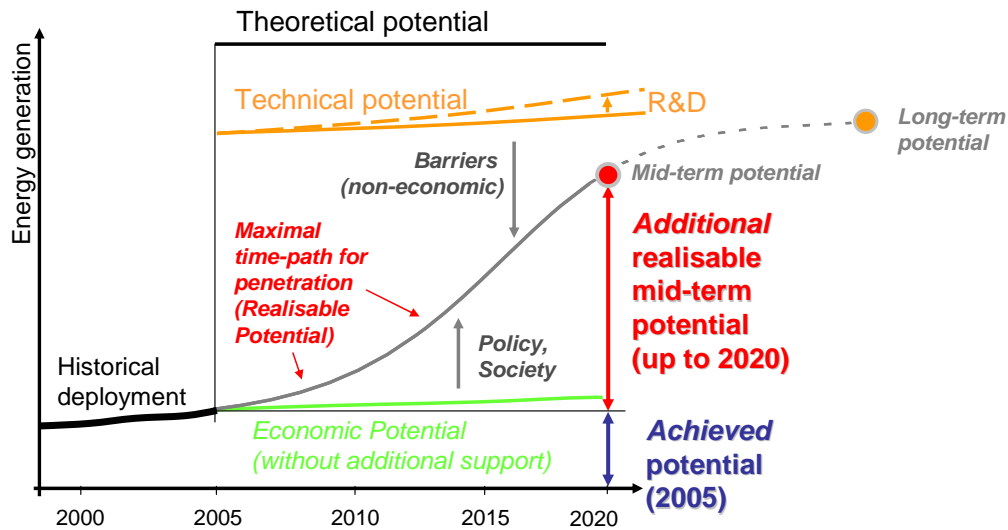 Theoretical potential
Energy generation
Technical potential
R&D
Long-term
potential
Barriers
(non-economic)
Mid-term potential
Maximal
time-path for
penetration
(Realisable
Potential)
Additional
realisable
mid-term
potential
(up to 2020)
Policy,
Society
Historical
deployment
Economic Potential
(without additional support)
Achieved
potential
(2005)
2000
2005
2010
2015
2020